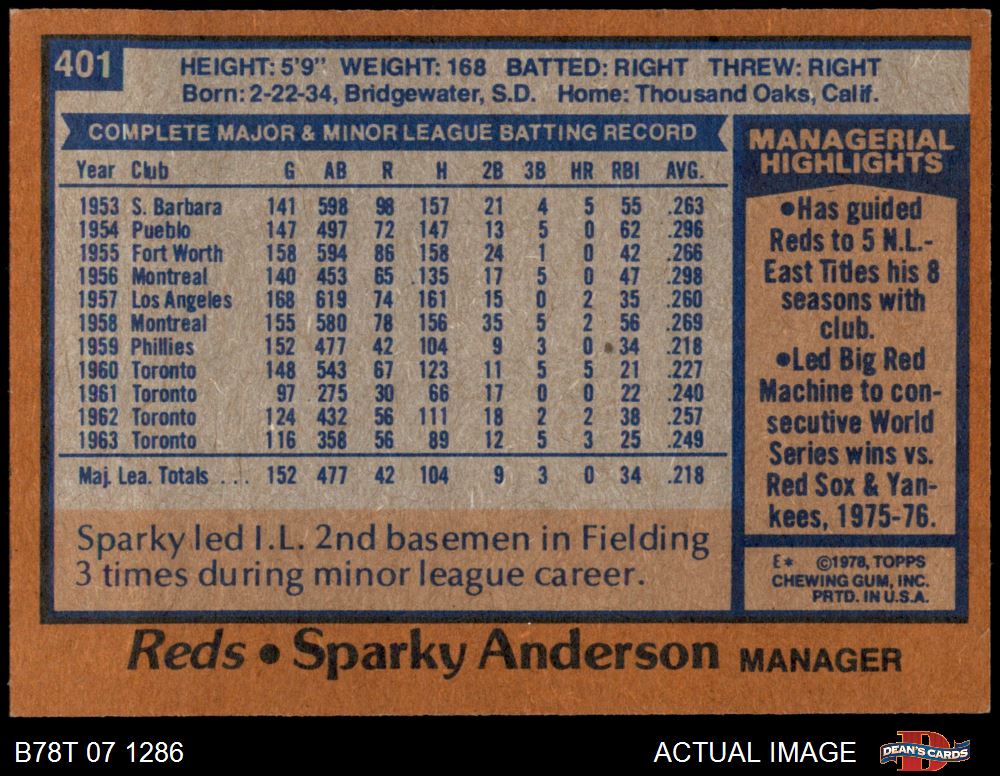 401
HEIGHT: 5'9" WEIGHT: 168 BATTED: RIGHT THREW: RIGHT
Born: 2-22-34, Bridgewater, S.D. Home: Thousand Oaks, Calif.
COMPLETE MAJOR & MINOR LEAGUE BATTING RECORD
Year Club G AB R H 2B 3B HR RBI AVG.
1953 S. Barbara 141 598 98 157 21 4 5 55 .263
1954 Pueblo 147 497 72 147 13 5 0 62 .296
1955 Fort Worth 158 594 86 158 24 1 0 42 .266
1956 Montreal 140 453 65 135 17 5 0 47 .298
1957 Los Angeles 168 619 74 161 15 0 2 35 .260
1958 Montreal 155 580 78 156 35 5 2 56 .269
1959 Phillies 152 477 42 104 9 3 0 34 .218
1960 Toronto 148 543 67 123 11 5 5 21 .227
1961 Toronto 97 275 30 66 17 0 0 22 .240
1962 Toronto 124 432 56 111 18 2 2 38 .257
1963 Toronto 116 358 56 89 12 5 3 25 .249
Maj. Lea. Totals ... 152 477 42 104 9 3 0 34 .218
Sparky led I.L. 2nd basemen in Fielding
3 times during minor league career.
MANAGERIAL
HIGHLIGHTS
•Has guided
Reds to 5 N.L.-
East Titles his 8
seasons with
club.
•Led Big Red
Machine to con-
secutive World
Series wins vs.
Red Sox & Yan-
kees, 1975-76.
E* ©1978, TOPPS
CHEWING GUM, INC.
PRTD. IN U.S.A.
Reds • Sparky Anderson MANAGER
B78T 07 1286
ACTUAL IMAGE
DEAN'S CARDS